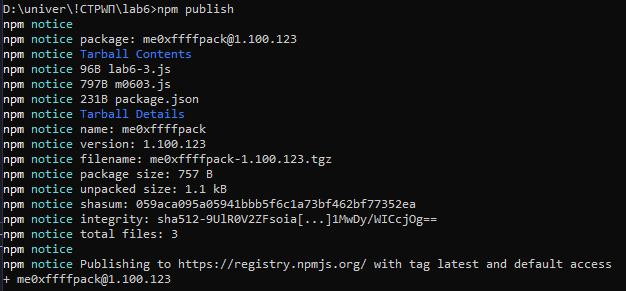 D:\univer\!СТРWП\lab6>npm publish
npm notice
npm notice package: me0xffffpack@1.100.123
npm notice Tarball Contents
npm notice 96B lab6-3.js
npm notice 797B m0603.js
npm notice 231B package.json
npm notice Tarball Details
npm notice name: me0xffffpack
npm notice version: 1.100.123
npm notice filename: me0xffffpack-1.100.123.tgz
npm notice package size: 757 B
npm notice unpacked size: 1.1 kB
npm notice shasum: 059aca095a05941bbb5f6c1a73bf462bf77352ea
npm notice integrity: sha512-9UlR0V2ZFsoia[...]1MwDy/WICcjOg==
npm notice total files: 3
npm notice
npm notice Publishing to https://registry.npmjs.org/ with tag latest and default access
+ me0xffffpack@1.100.123